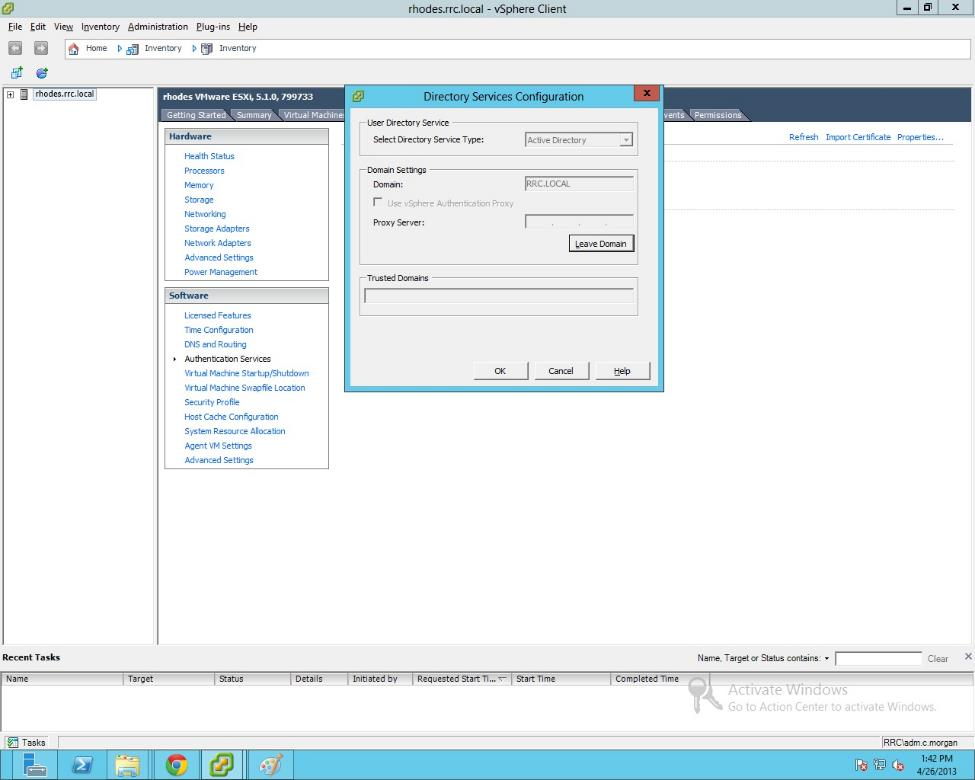 rhodes.rrc.local - vSphere Client
File Edit View Inventory Administration Plug-ins Help
Home Inventory Inventory
rhodes.rrc.local
rhodes VMware ESXi, 5.1.0, 799733
Getting Started Summary Virtual Machine vents Permissions
Hardware
Health Status
Processors
Memory
Storage
Networking
Storage Adapters
Network Adapters
Advanced Settings
Power Management
Software
Licensed Features
Time Configuration
DNS and Routing
Authentication Services
Virtual Machine Startup/Shutdown
Virtual Machine Swapfile Location
Security Profile
Host Cache Configuration
System Resource Allocation
Agent VM Settings
Advanced Settings
Refresh Import Certificate Properties...
Directory Services Configuration
User Directory Service
Select Directory Service Type: Active Directory
Domain Settings
Domain: RRC.LOCAL
Use vSphere Authentication Proxy
Proxy Server: . . .
Leave Domain
Trusted Domains
OK Cancel Help
Recent Tasks
Name, Target or Status contains: Clear
Name Target Status Details Initiated by Requested Start Ti... Start Time Completed Time
Activate Windows
Go to Action Center to activate Windows.
Tasks
RRC\adm.c.morgan
1:42 PM
4/26/2013